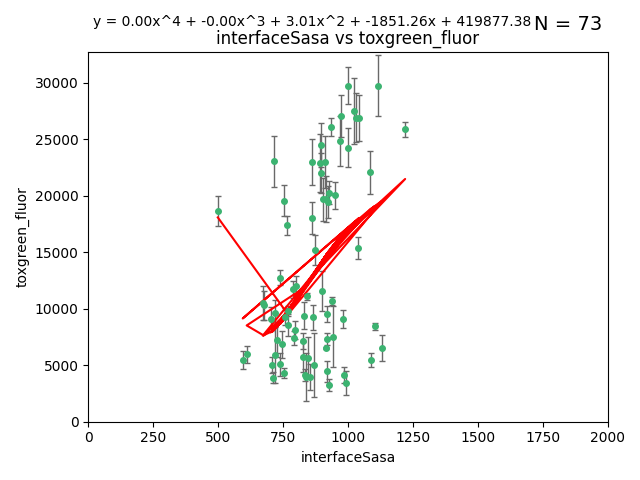 y = 0.00x^4 + -0.00x^3 + 3.01x^2 + -1851.26x + 419877.38 N = 73
interfaceSasa vs toxgreen_fluor
30000
25000
20000
15000
10000
5000
0
toxgreen_fluor
0 250 500 750 1000 1250 1500 1750 2000
interfaceSasa